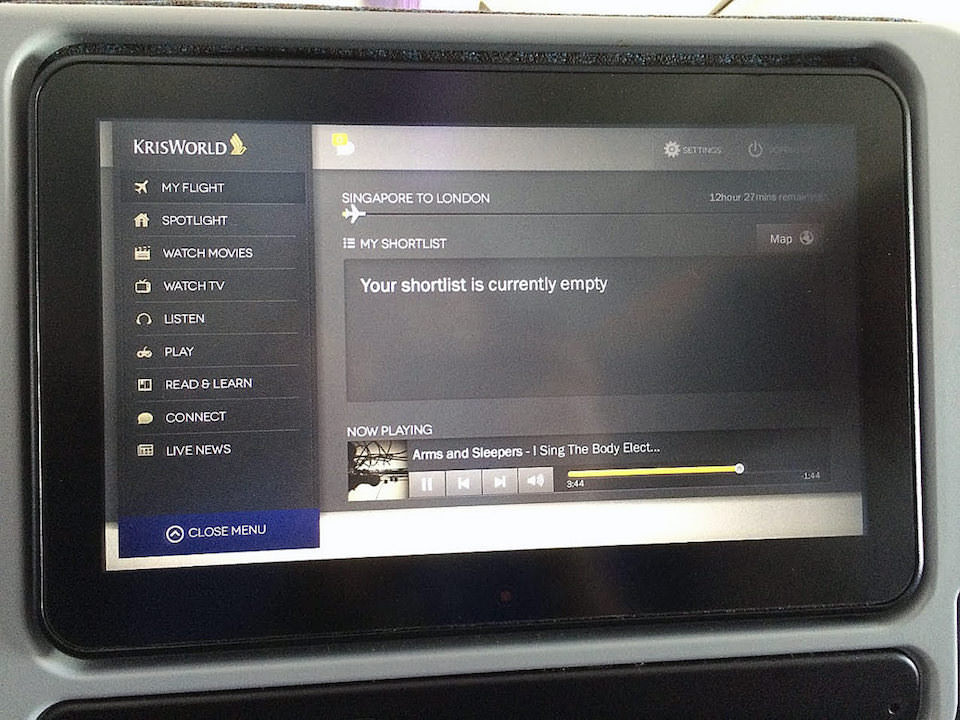 KRISWORLD
MY FLIGHT
SPOTLIGHT
WATCH MOVIES
WATCH TV
LISTEN
PLAY
READ & LEARN
CONNECT
LIVE NEWS
CLOSE MENU
SETTINGS
SINGAPORE TO LONDON
12hour 27mins remaining
MY SHORTLIST
Map
Your shortlist is currently empty
NOW PLAYING
Arms and Sleepers - I Sing The Body Elect...
3:44
-1:44